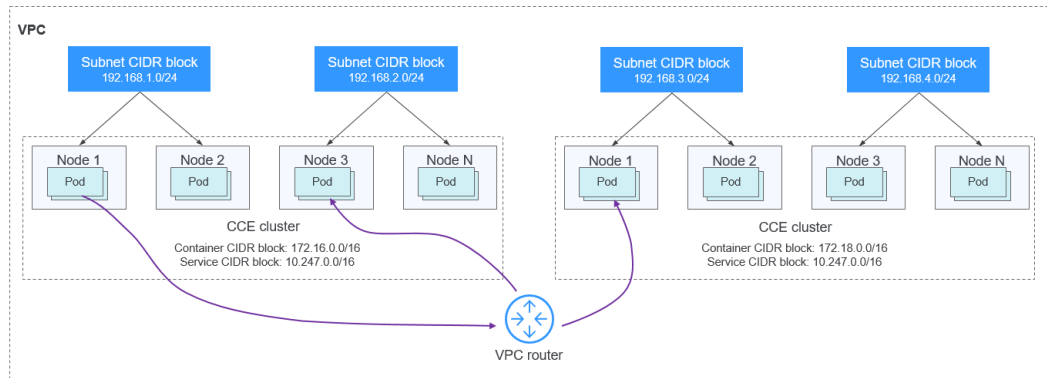 VPC
Subnet CIDR block
192.168.1.0/24
Subnet CIDR block
192.168.2.0/24
Subnet CIDR block
192.168.3.0/24
Subnet CIDR block
192.168.4.0/24
Node 1
Pod
Node 2
Pod
Node 3
Pod
Node N
Pod
CCE cluster
Container CIDR block: 172.16.0.0/16
Service CIDR block: 10.247.0.0/16
Node 1
Pod
Node 2
Pod
Node 3
Pod
Node N
Pod
CCE cluster
Container CIDR block: 172.18.0.0/16
Service CIDR block: 10.247.0.0/16
VPC router